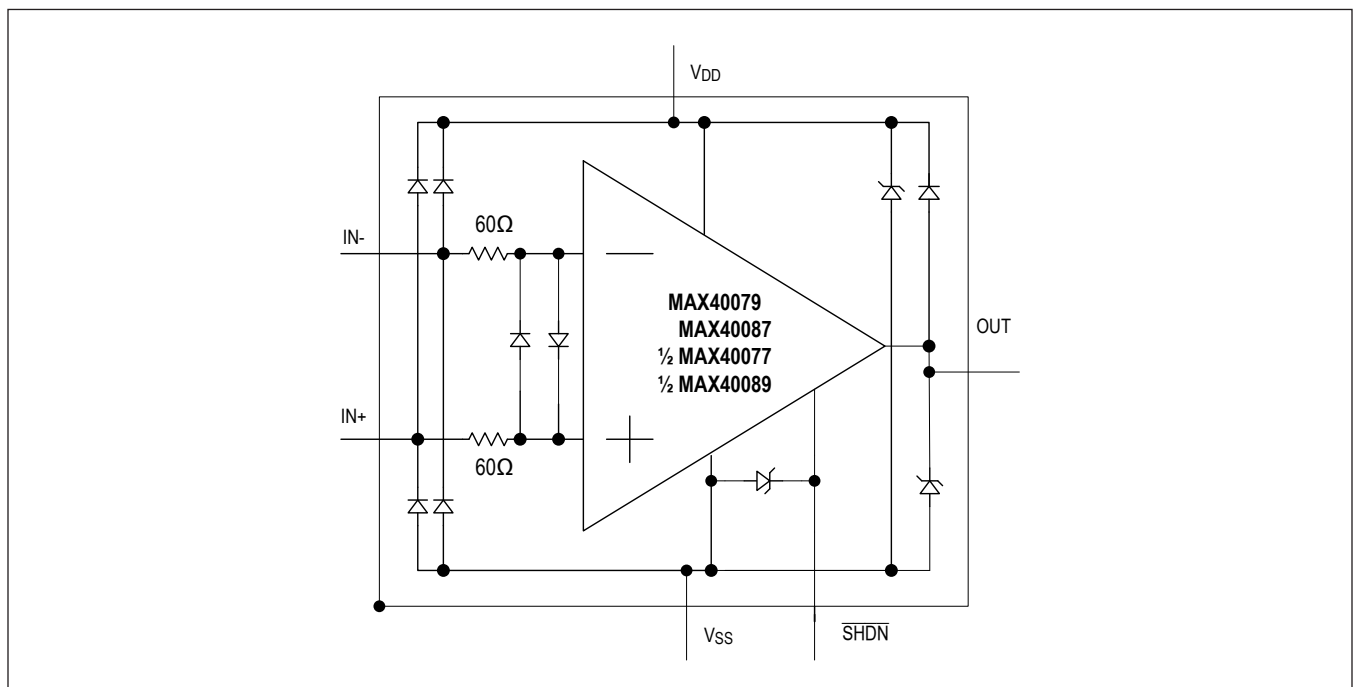 VDD
60Ω
IN-
MAX40079
MAX40087
½ MAX40077
½ MAX40089
OUT
IN+
60Ω
VSS
SHDN